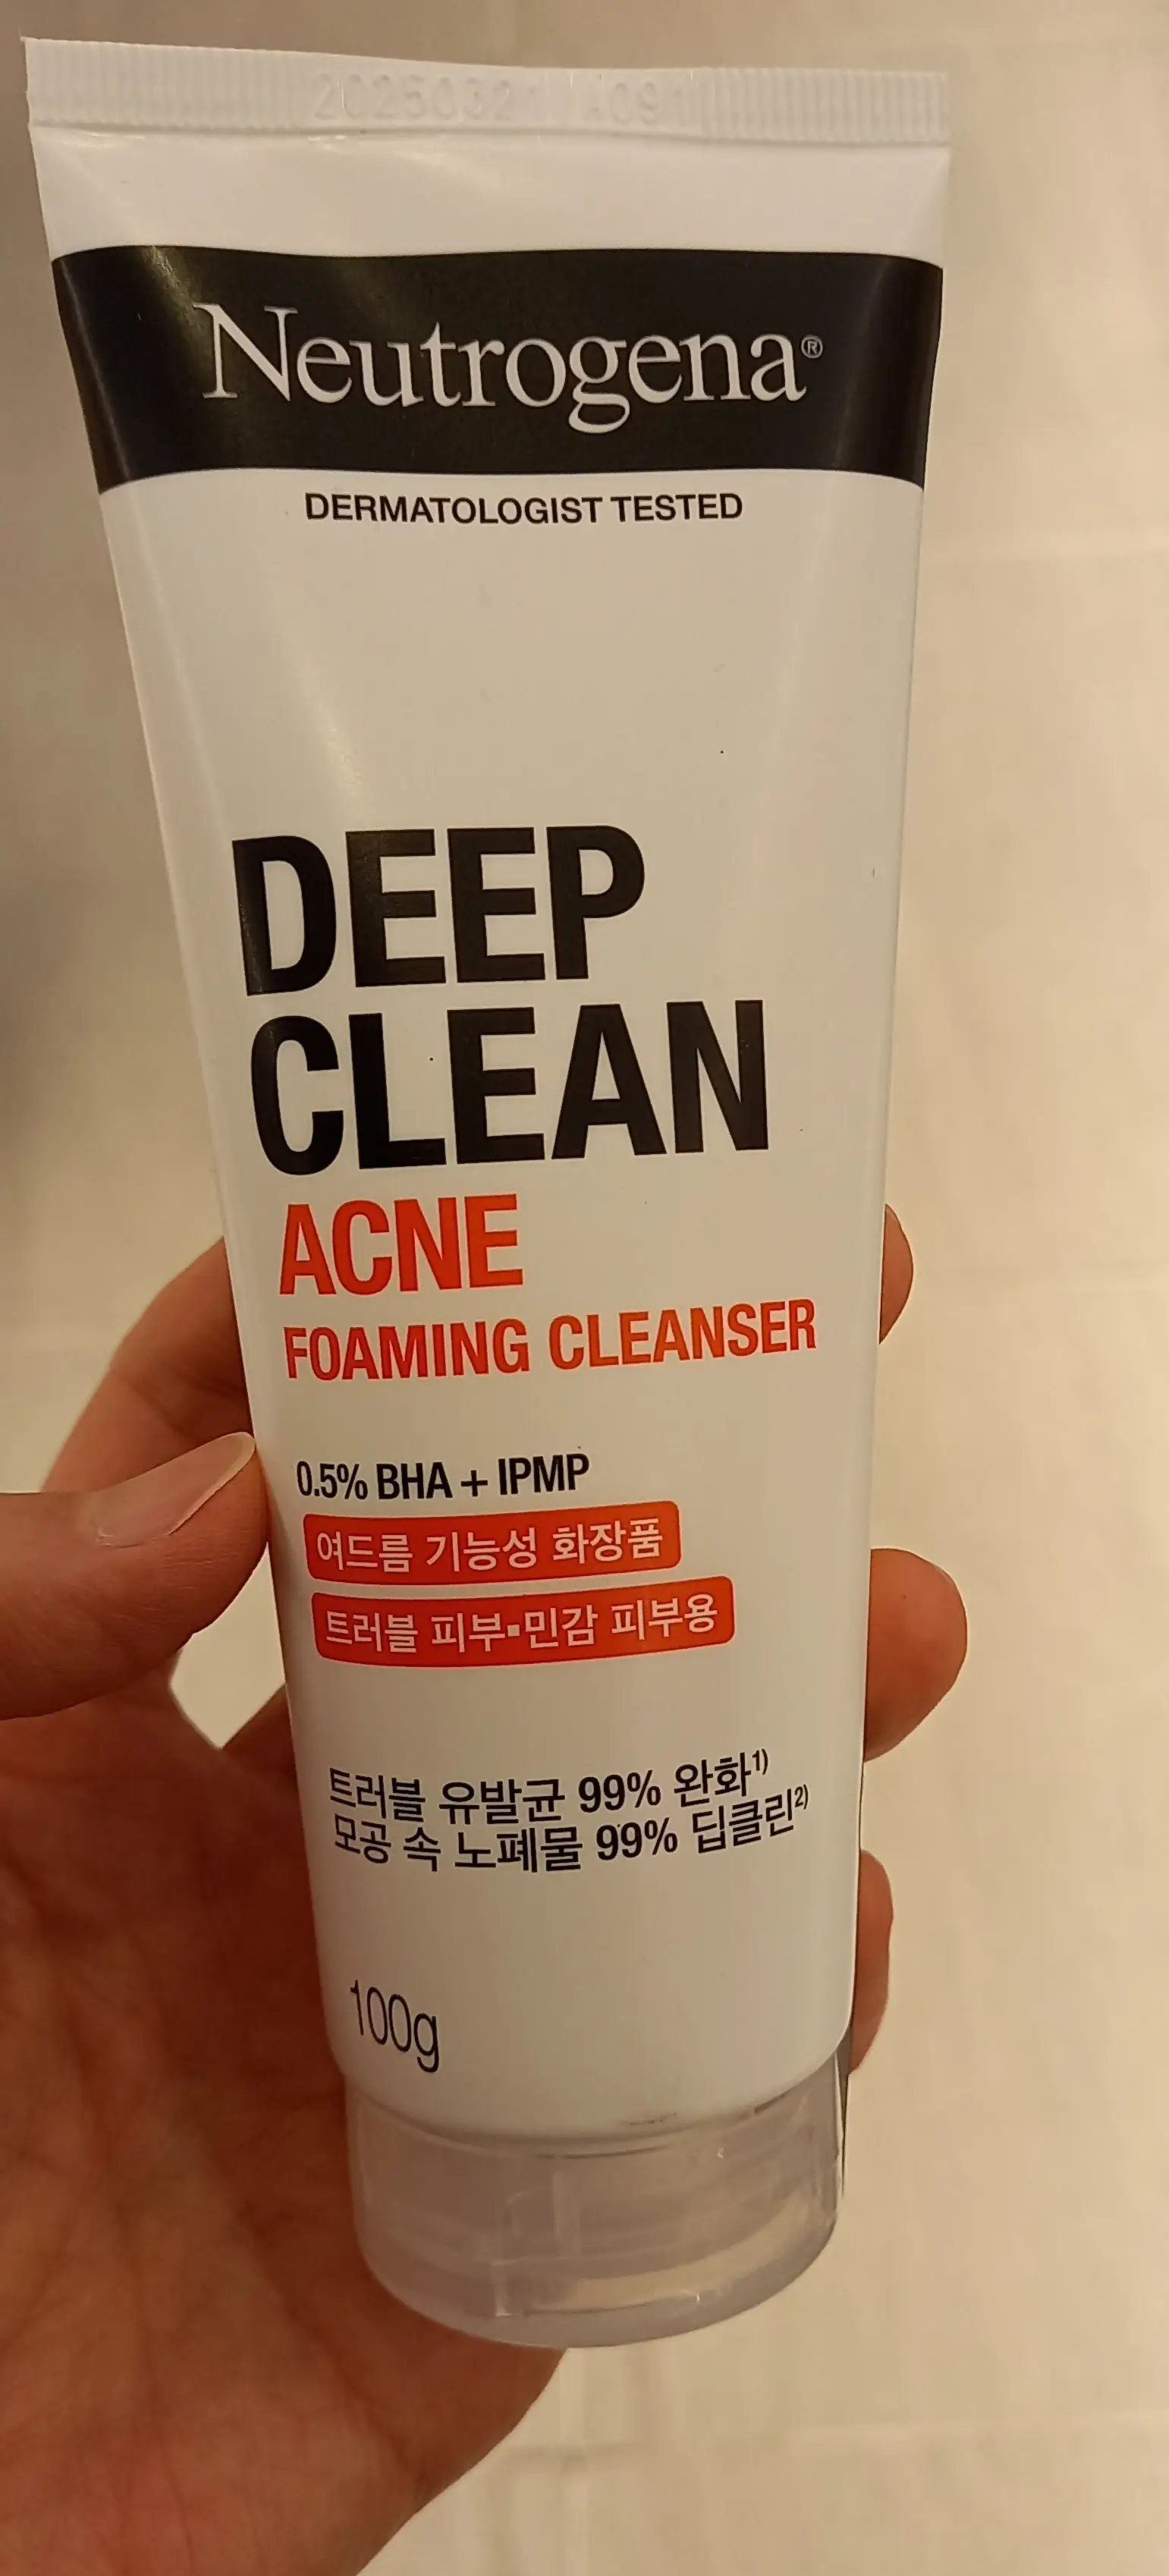 20250321 A091
Neutrogena®
DERMATOLOGIST TESTED
DEEP
CLEAN
ACNE
FOAMING CLEANSER
0.5% BHA + IPMP
여드름 기능성 화장품
트러블 피부▪민감 피부용
트러블 유발균 99% 완화1)
모공 속 노폐물 99% 딥클린2)
100g